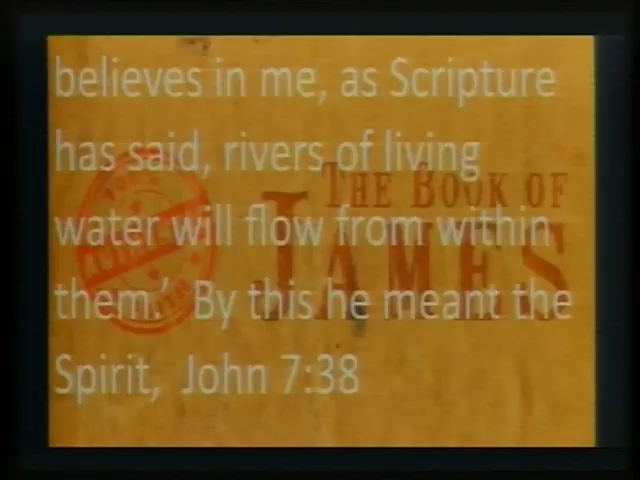 believes in me, as Scripture
has said, rivers of living
water will flow from within
them.' By this he meant the
Spirit, John 7:38
THE BOOK OF
JAMES